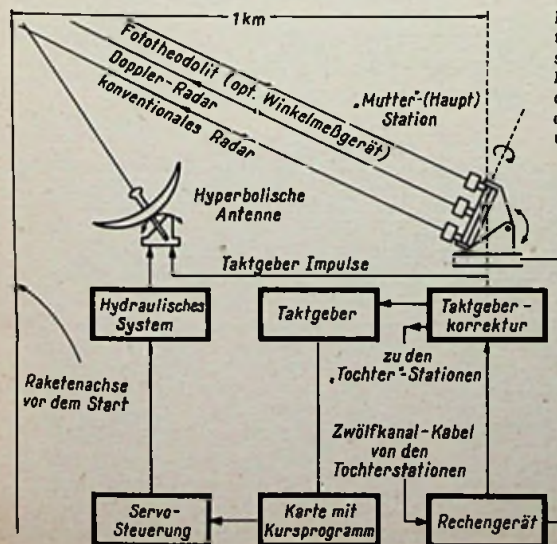 1 km
Fototheodolit (opt. Winkelmeßgerät)
Doppler-Radar
konventionales Radar
„Mutter"-(Haupt)
Station
Hyperbolische
Antenne
Taktgeber Impulse
Hydraulisches
System
Taktgeber
Taktgeber-
korrektur
zu den
„Tochter"-Stationen
Raketenachse
vor dem Start
Zwölfkanal-Kabel
von den
Tochterstationen
Servo-
Steuerung
Karte mit
Kursprogramm
Rechengerät